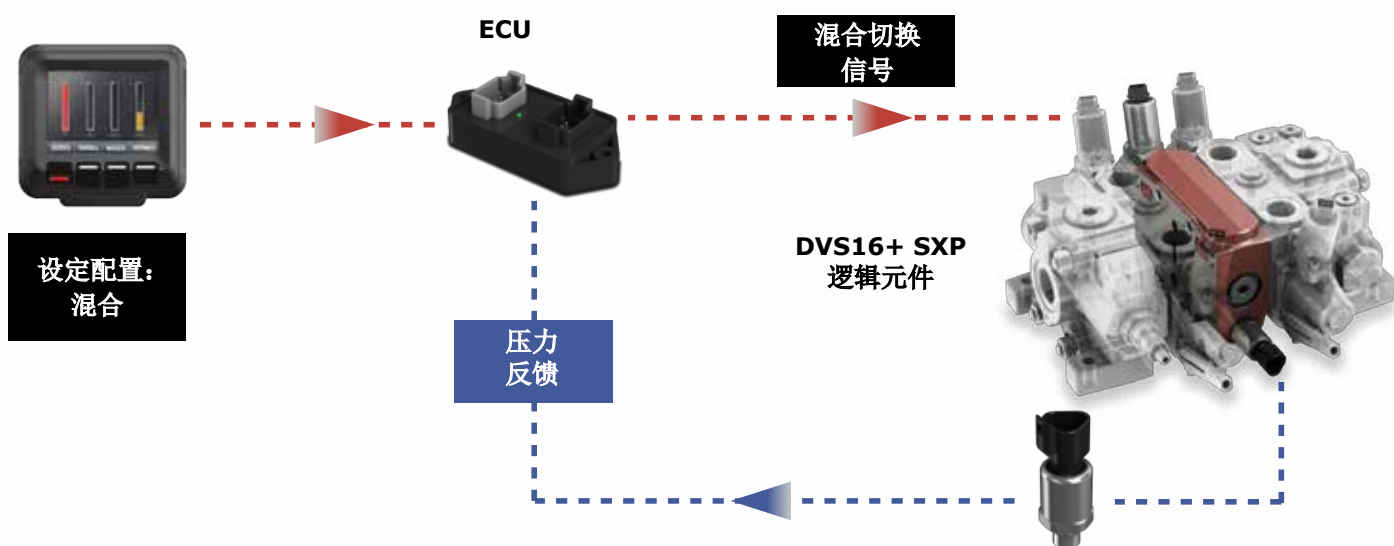 ECU
混合切换
信号
设定配置：
混合
DVS16+ SXP
逻辑元件
压力
反馈